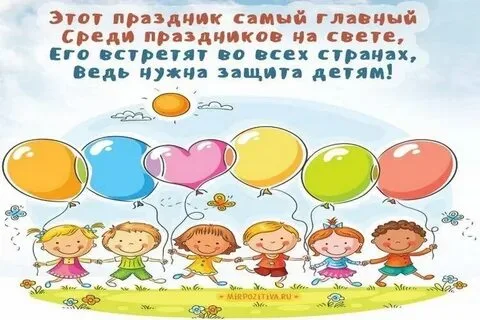 Этот праздник самый главный
Среди праздников на свете,
Его встретят во всех странах,
Ведь нужна защита детям!
MIRPOZITIVA.RU